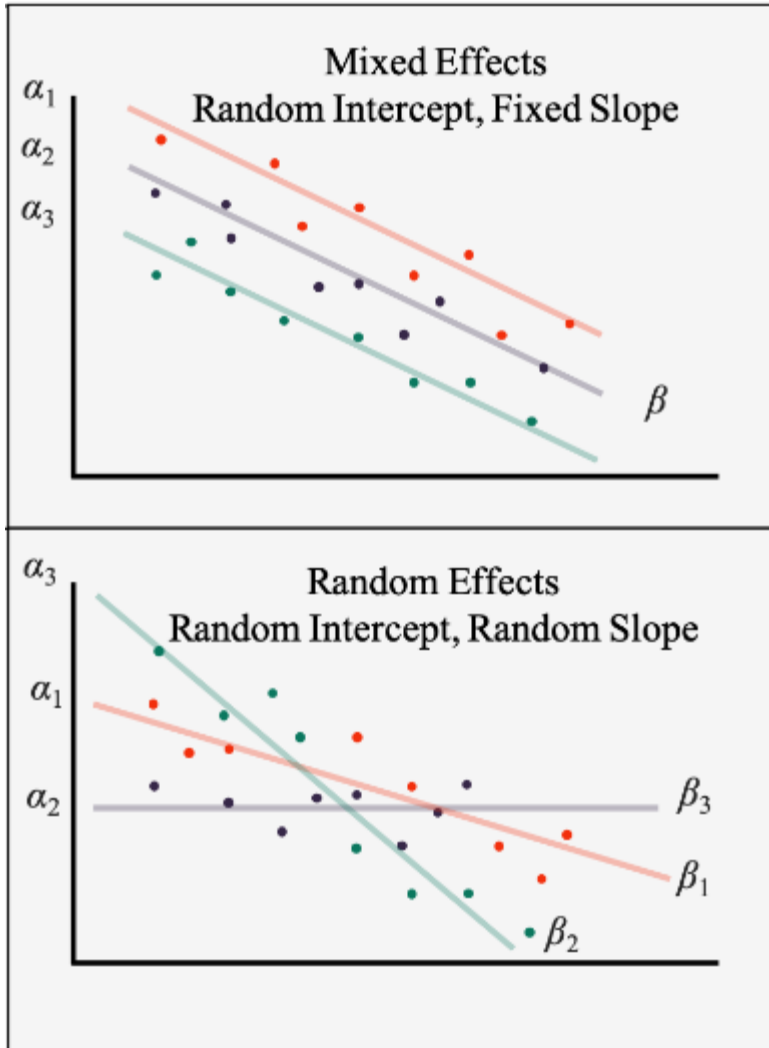 Mixed Effects
Random Intercept, Fixed Slope
α₁
α₂
α₃
β
Random Effects
Random Intercept, Random Slope
α₃
α₁
α₂
β₃
β₁
β₂